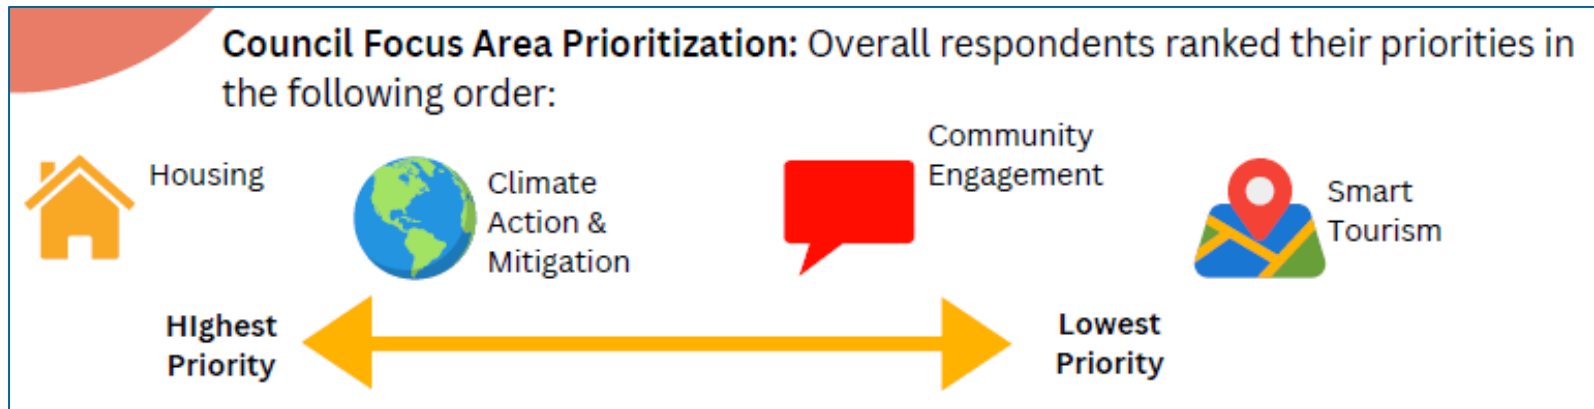 Council Focus Area Prioritization: Overall respondents ranked their priorities in
the following order:
Housing
Climate
Action &
Mitigation
Community
Engagement
Smart
Tourism
HIghest
Priority
Lowest
Priority